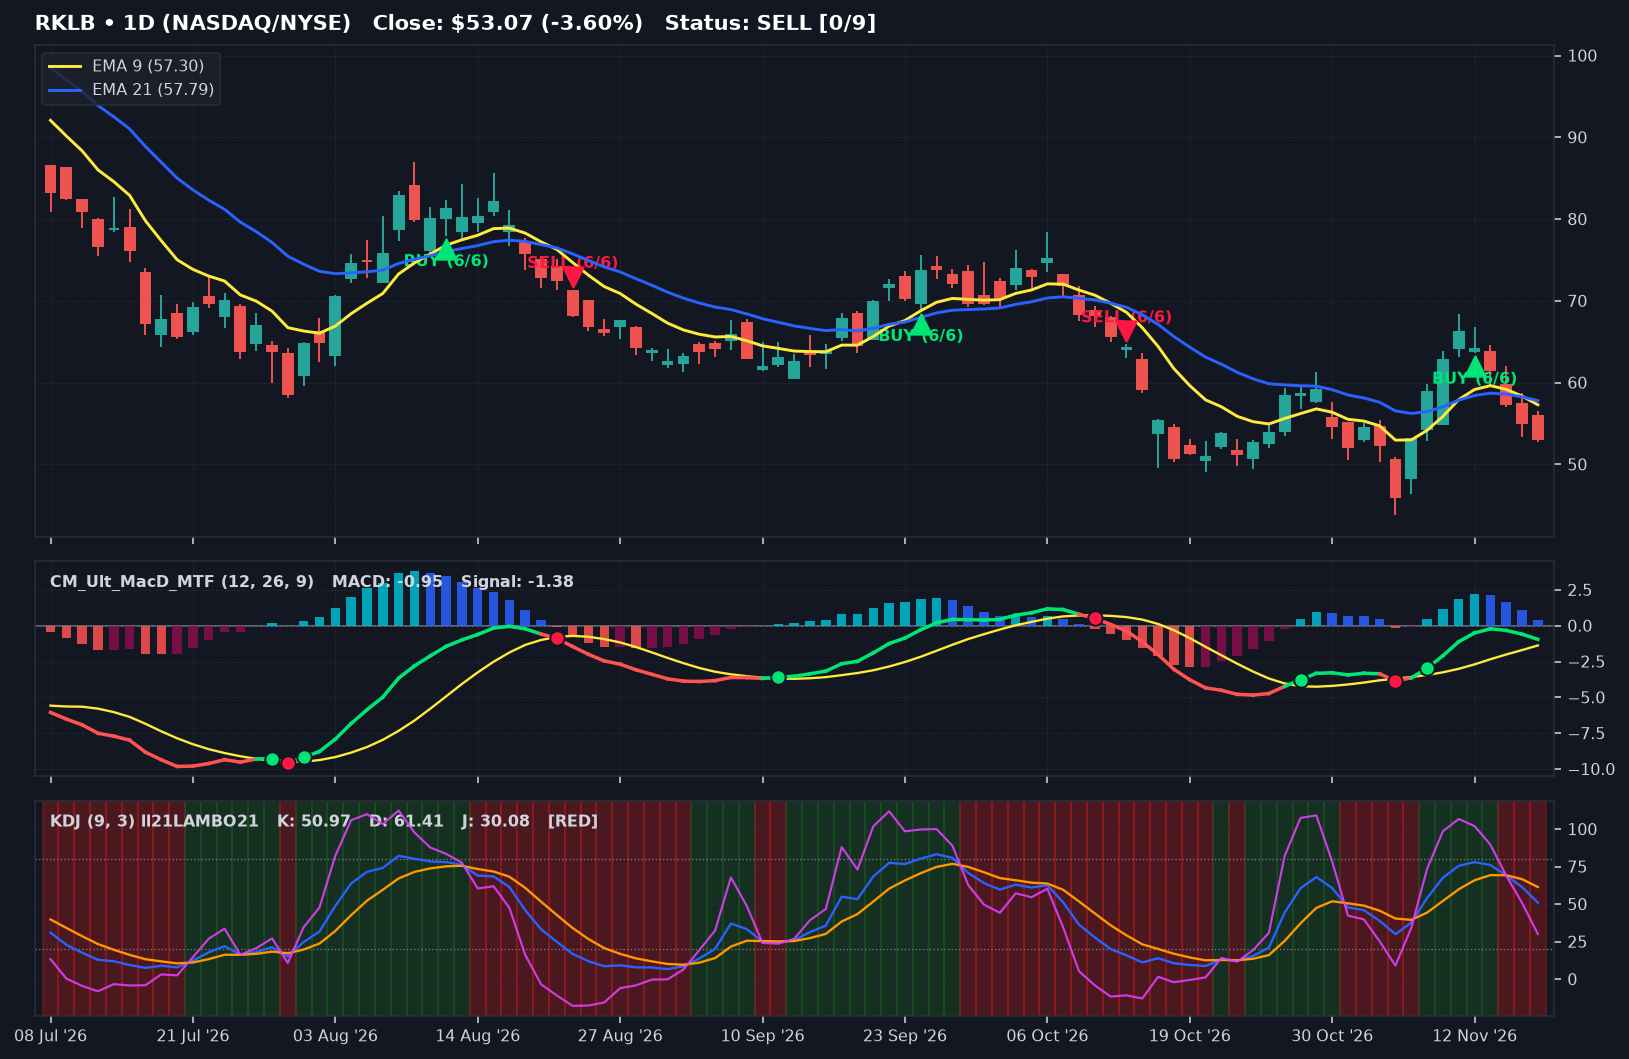 RKLB • 1D (NASDAQ/NYSE)   Close: $53.07 (-3.60%)   Status: SELL [0/9]
EMA 9 (57.30)
EMA 21 (57.79)
100
90
80
70
60
50
BUY (6/6)
SELL (6/6)
BUY (6/6)
SELL (6/6)
BUY (6/6)
CM_Ult_MacD_MTF (12, 26, 9)   MACD: -0.95   Signal: -1.38
2.5
0.0
−2.5
−5.0
−7.5
−10.0
KDJ (9, 3) II21LAMBO21   K: 50.97   D: 61.41   J: 30.08   [RED]
100
75
50
25
0
08 Jul '26   21 Jul '26   03 Aug '26   14 Aug '26   27 Aug '26   10 Sep '26   23 Sep '26   06 Oct '26   19 Oct '26   30 Oct '26   12 Nov '26